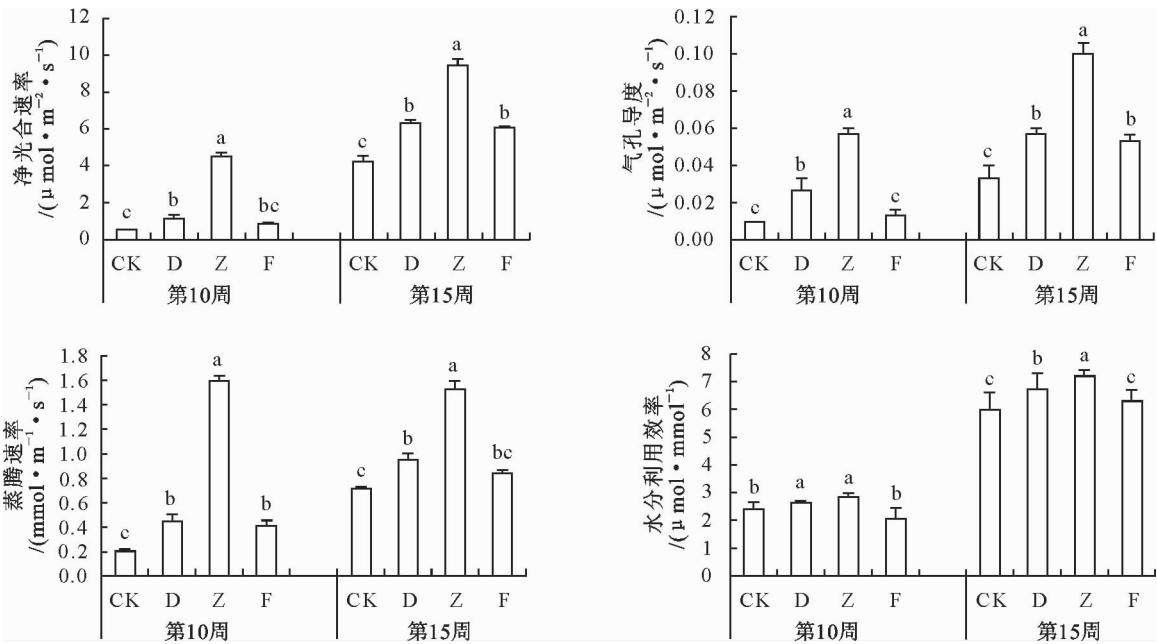 净光合速率
/(μ mol·m⁻²·s⁻¹)
12
10
8
6
4
2
0
c
b
a
bc
c
b
a
b
CK D Z F CK D Z F
第10周 第15周
气孔导度
/(μ mol·m⁻²·s⁻¹)
0.12
0.10
0.08
0.06
0.04
0.02
0.00
c
b
a
c
c
b
a
b
CK D Z F CK D Z F
第10周 第15周
蒸腾速率
/(mmol·m⁻¹·s⁻¹)
1.8
1.6
1.4
1.2
1.0
0.8
0.6
0.4
0.2
0.0
c
b
a
b
c
b
a
bc
CK D Z F CK D Z F
第10周 第15周
水分利用效率
/(μ mol·mmol⁻¹)
8
7
6
5
4
3
2
1
0
b
a
a
b
c
b
a
c
CK D Z F CK D Z F
第10周 第15周